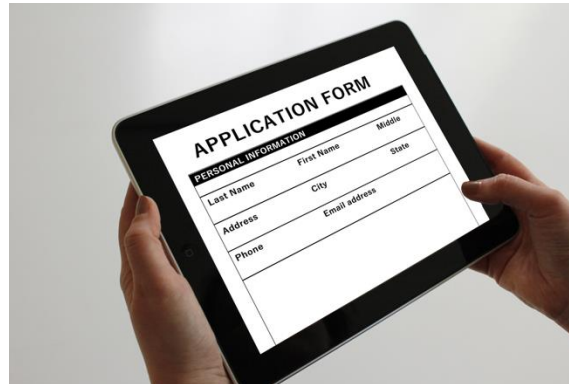 APPLICATION FORM
PERSONAL INFORMATION
Last Name First Name Middle
Address City State
Phone Email address